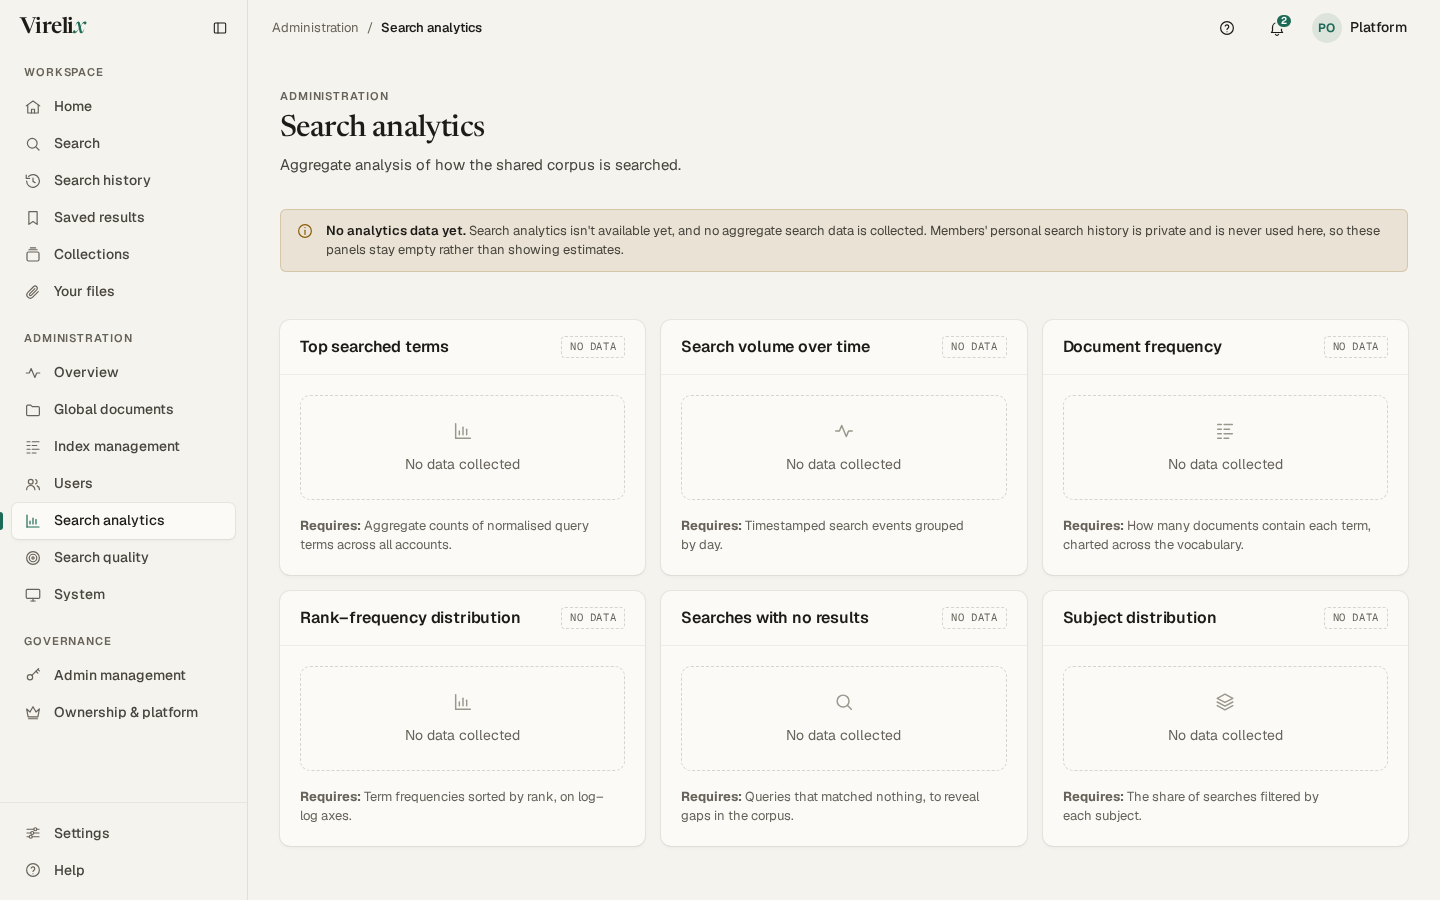 Virelix
Administration / Search analytics
2
PO Platform
WORKSPACE
Home
Search
Search history
Saved results
Collections
Your files
ADMINISTRATION
Overview
Global documents
Index management
Users
Search analytics
Search quality
System
GOVERNANCE
Admin management
Ownership & platform
Settings
Help
ADMINISTRATION
Search analytics
Aggregate analysis of how the shared corpus is searched.
No analytics data yet. Search analytics isn't available yet, and no aggregate search data is collected. Members' personal search history is private and is never used here, so these
panels stay empty rather than showing estimates.
Top searched terms
NO DATA
No data collected
Requires: Aggregate counts of normalised query
terms across all accounts.
Search volume over time
NO DATA
No data collected
Requires: Timestamped search events grouped
by day.
Document frequency
NO DATA
No data collected
Requires: How many documents contain each term,
charted across the vocabulary.
Rank–frequency distribution
NO DATA
No data collected
Requires: Term frequencies sorted by rank, on log–
log axes.
Searches with no results
NO DATA
No data collected
Requires: Queries that matched nothing, to reveal
gaps in the corpus.
Subject distribution
NO DATA
No data collected
Requires: The share of searches filtered by
each subject.